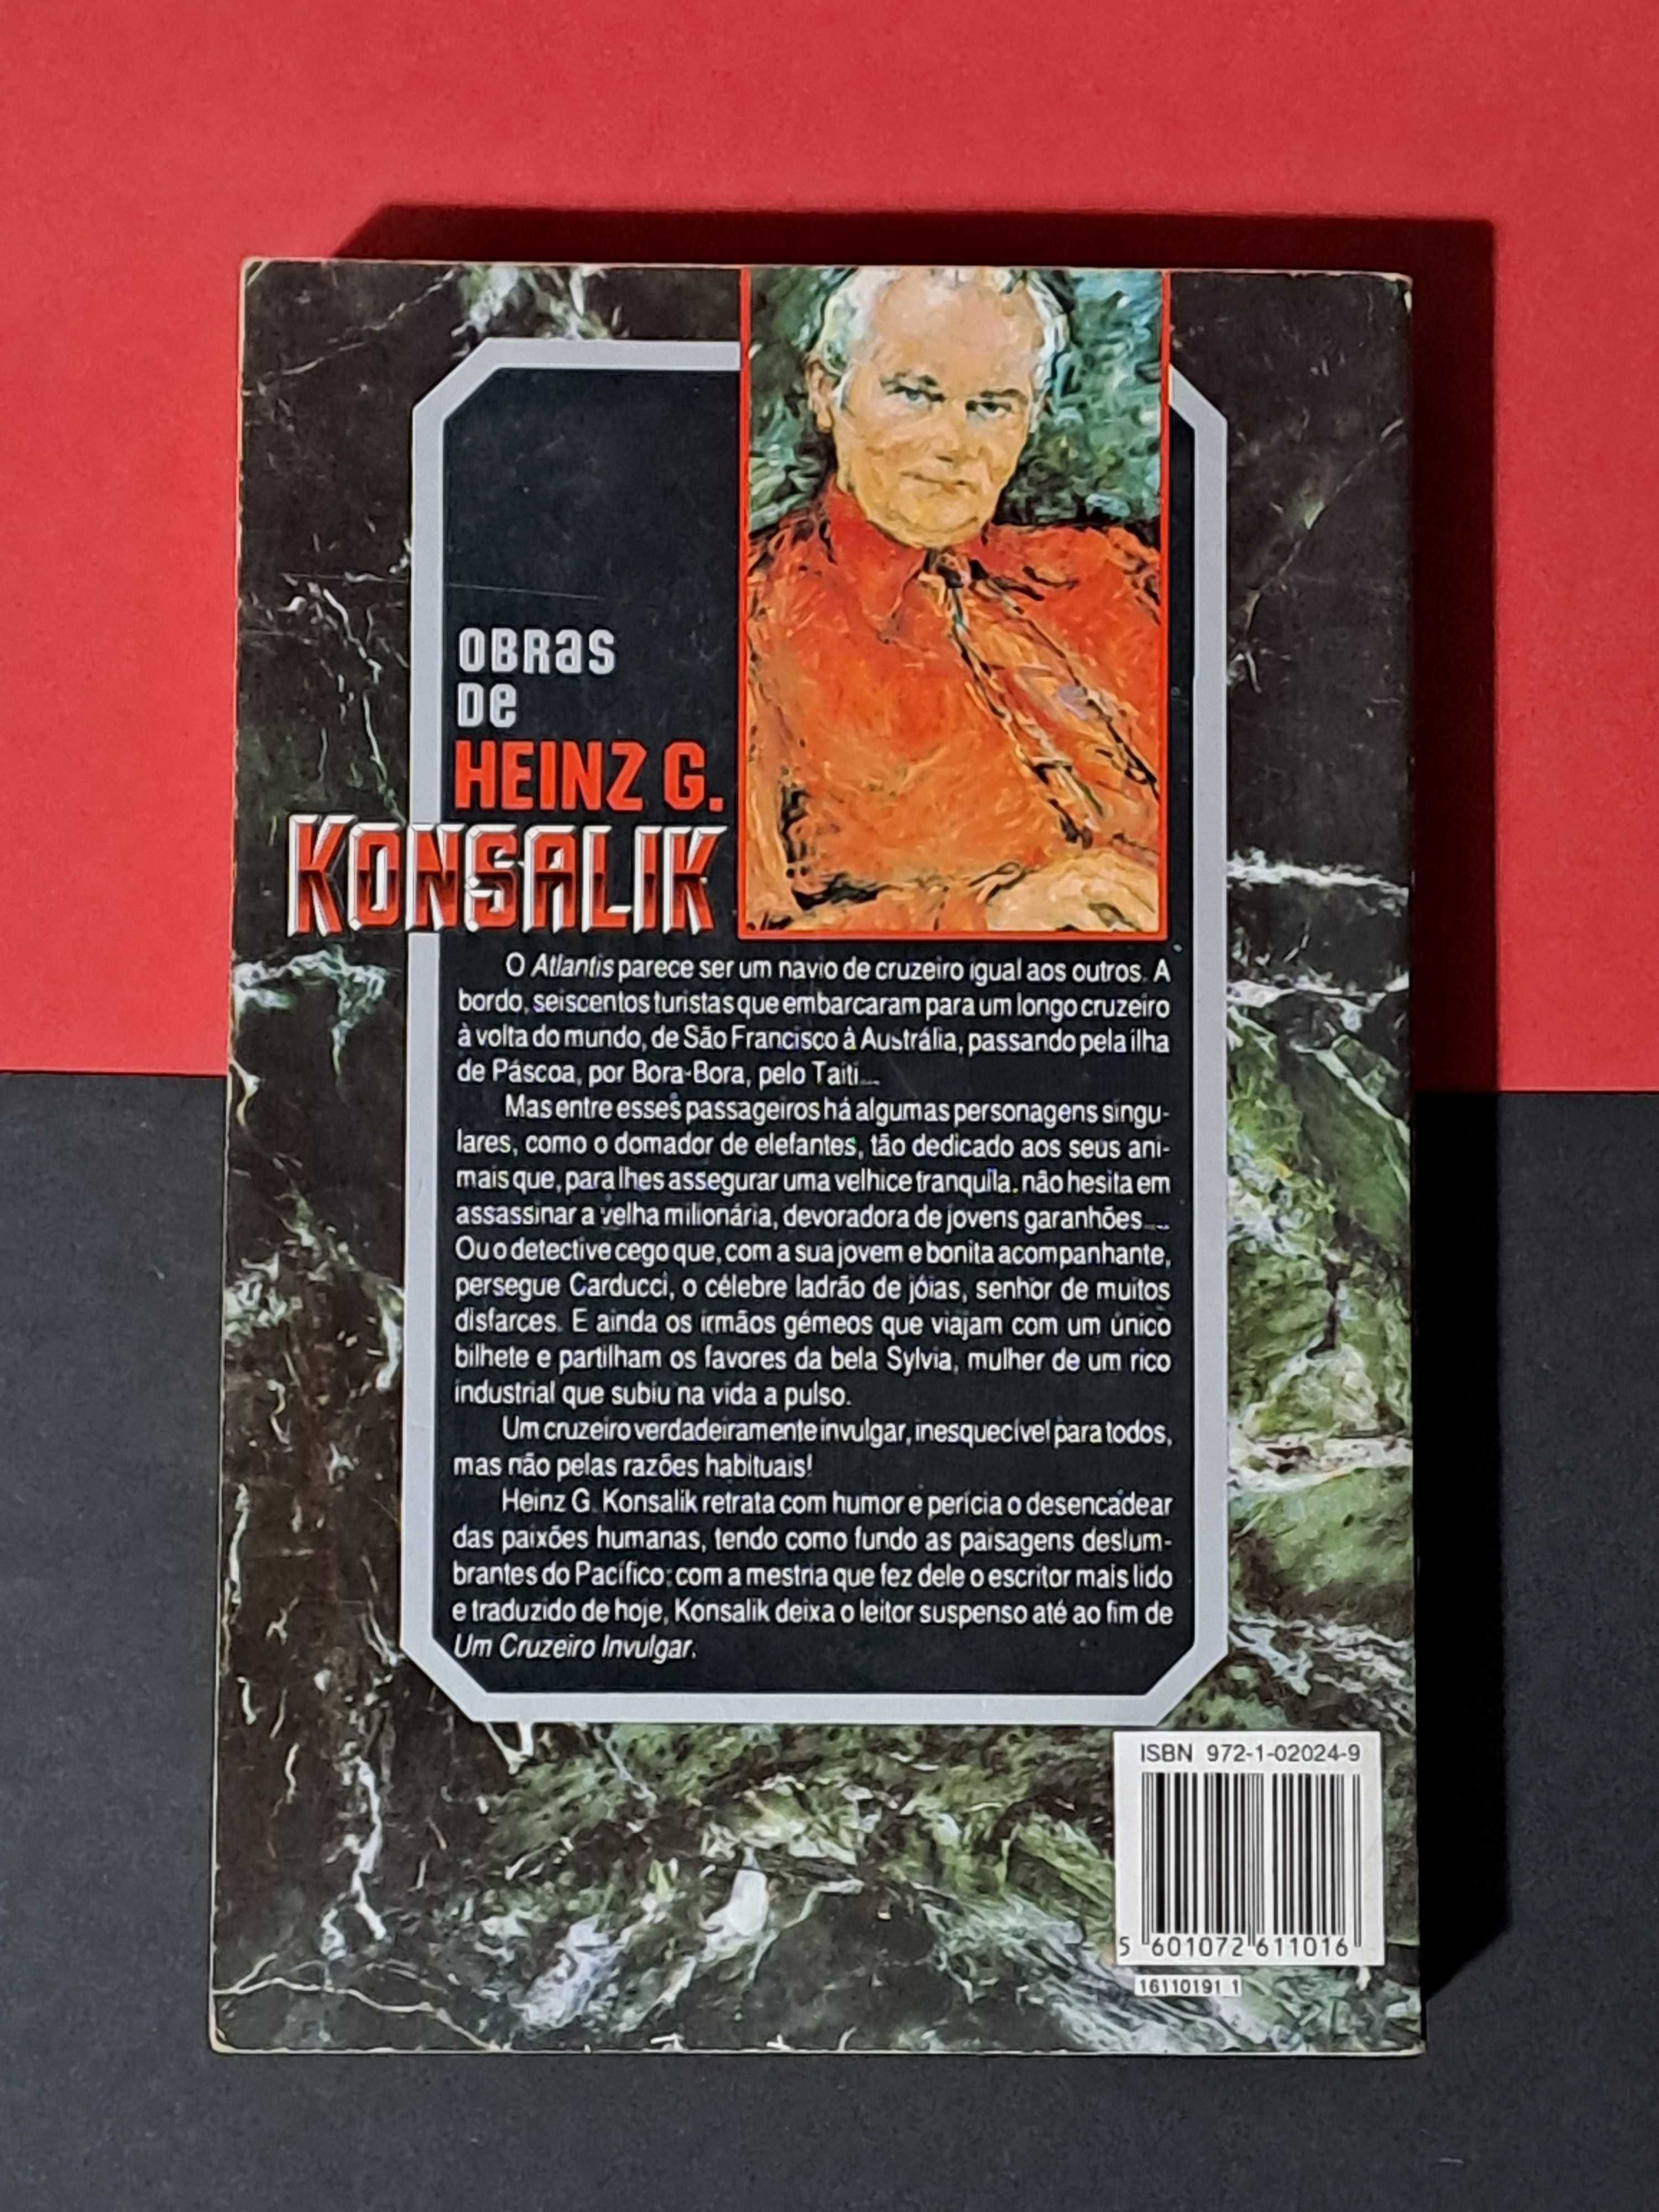 OBRAS
DE
HEINZ G.
KONSALIK
O Atlantis parece ser um navio de cruzeiro igual aos outros. A
bordo, seiscentos turistas que embarcaram para um longo cruzeiro
à volta do mundo, de São Francisco à Austrália, passando pela ilha
de Páscoa, por Bora-Bora, pelo Taiti...
Mas entre esses passageiros há algumas personagens singu-
lares, como o domador de elefantes, tão dedicado aos seus ani-
mais que, para lhes assegurar uma velhice tranquila, não hesita em
assassinar a velha milionária, devoradora de jovens garanhões...
Ou o detective cego que, com a sua jovem e bonita acompanhante,
persegue Carducci, o célebre ladrão de jóias, senhor de muitos
disfarces. E ainda os irmãos gémeos que viajam com um único
bilhete e partilham os favores da bela Sylvia, mulher de um rico
industrial que subiu na vida a pulso.
Um cruzeiro verdadeiramente invulgar, inesquecível para todos,
mas não pelas razões habituais!
Heinz G. Konsalik retrata com humor e perícia o desencadear
das paixões humanas, tendo como fundo as paisagens deslum-
brantes do Pacífico; com a mestria que fez dele o escritor mais lido
e traduzido de hoje, Konsalik deixa o leitor suspenso até ao fim de
Um Cruzeiro Invulgar.
ISBN 972-1-02024-9
5 601072 611016
16110191 1